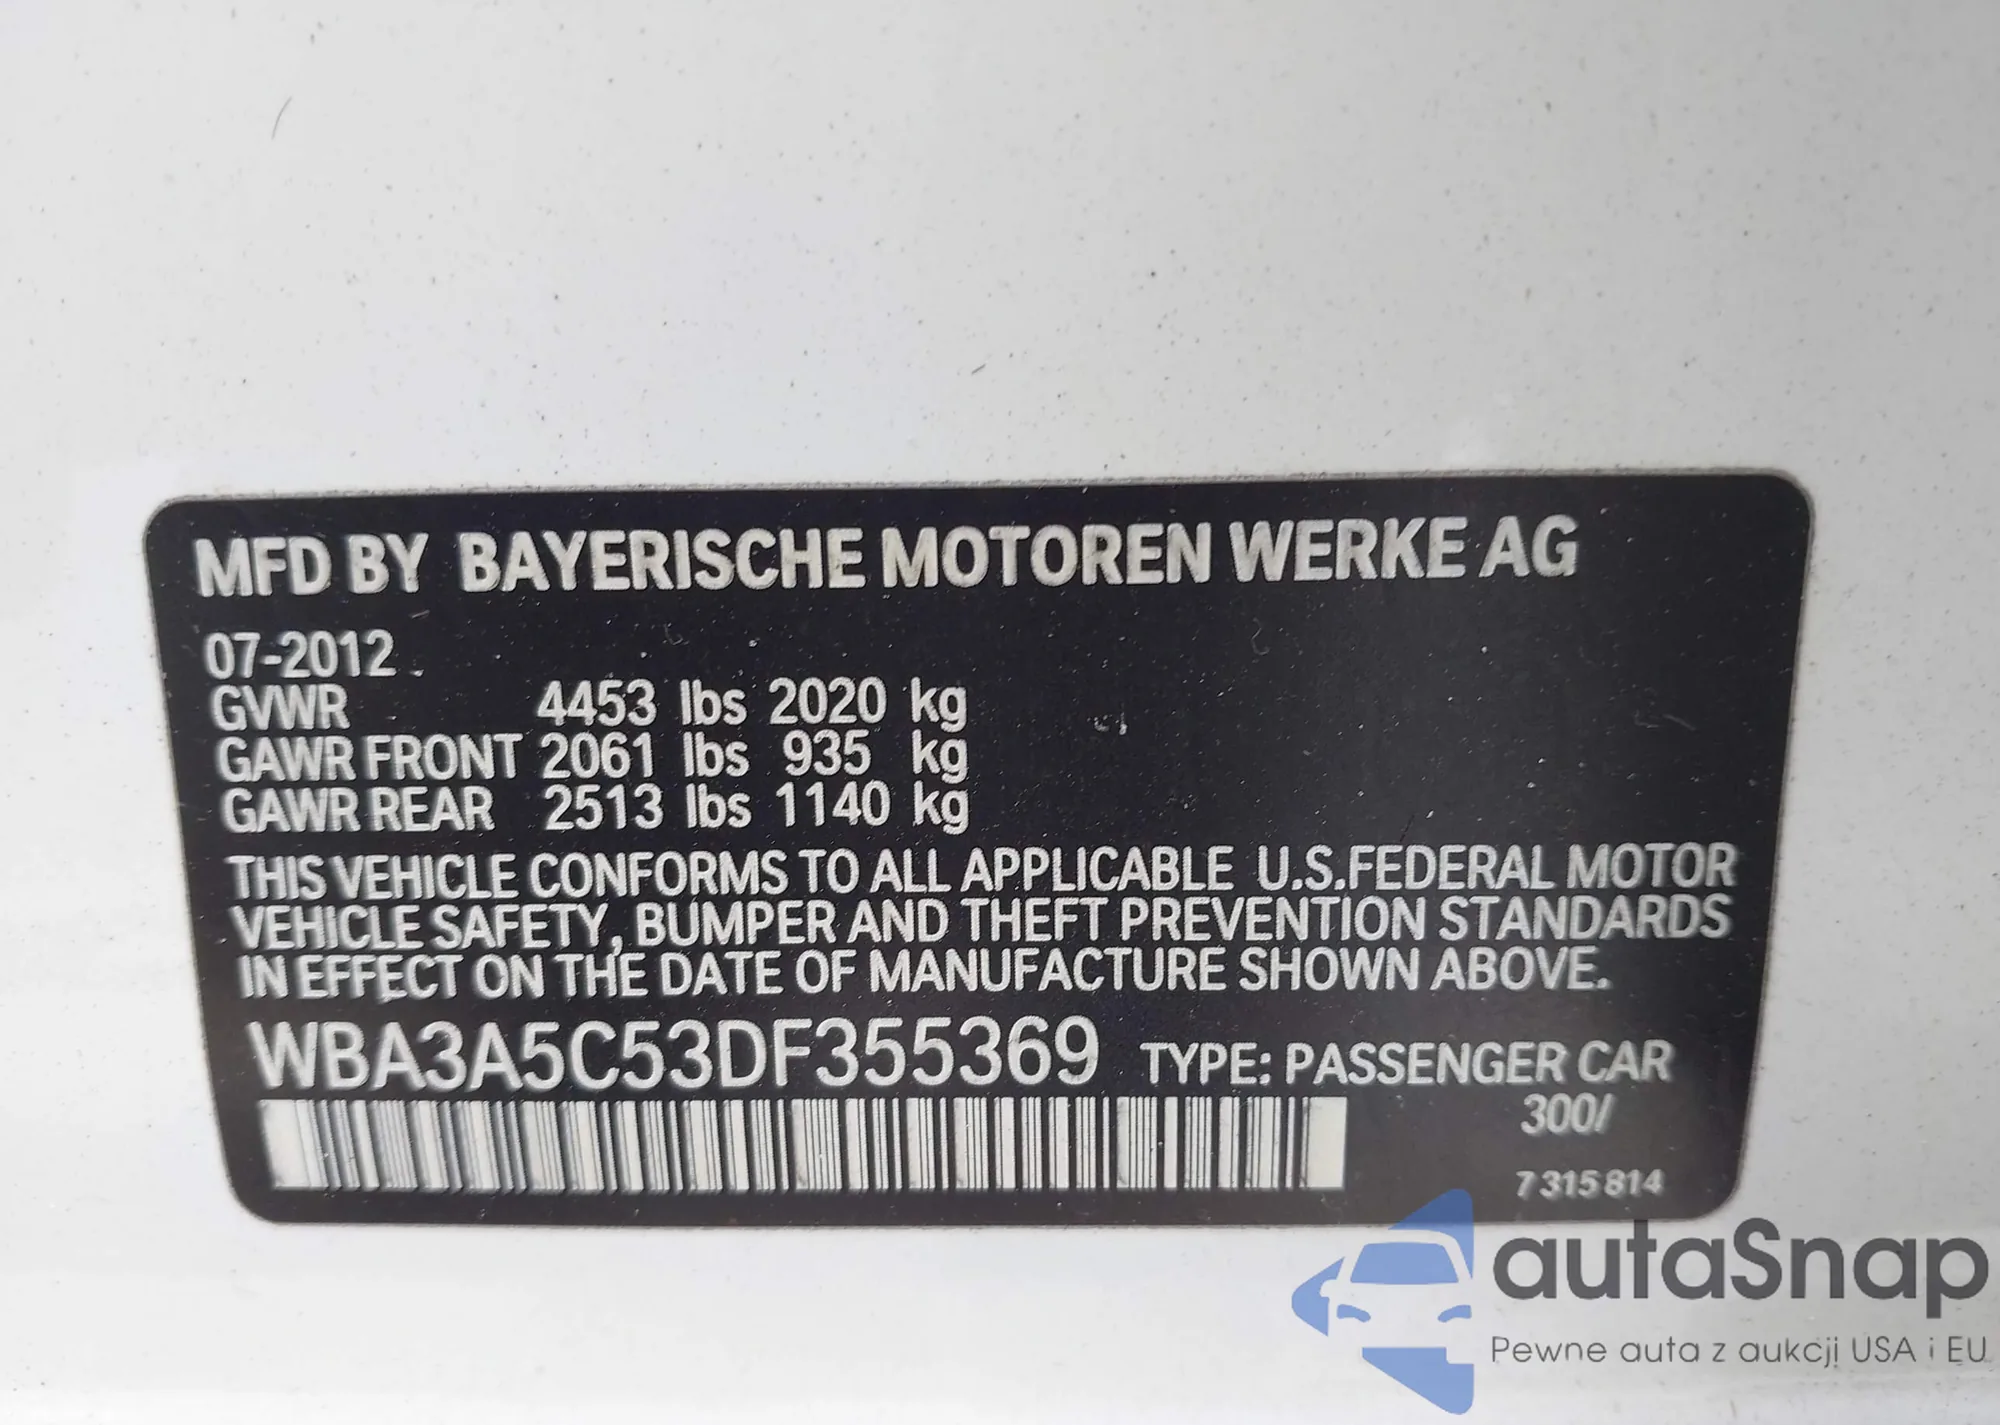 MFD BY BAYERISCHE MOTOREN WERKE AG
07-2012
GVWR 4453 lbs 2020 kg
GAWR FRONT 2061 lbs 935 kg
GAWR REAR 2513 lbs 1140 kg
THIS VEHICLE CONFORMS TO ALL APPLICABLE U.S.FEDERAL MOTOR
VEHICLE SAFETY, BUMPER AND THEFT PREVENTION STANDARDS
IN EFFECT ON THE DATE OF MANUFACTURE SHOWN ABOVE.
WBA3A5C53DF355369 TYPE: PASSENGER CAR
300/
7 315 814
autaSnap
Pewne auta z aukcji USA i EU